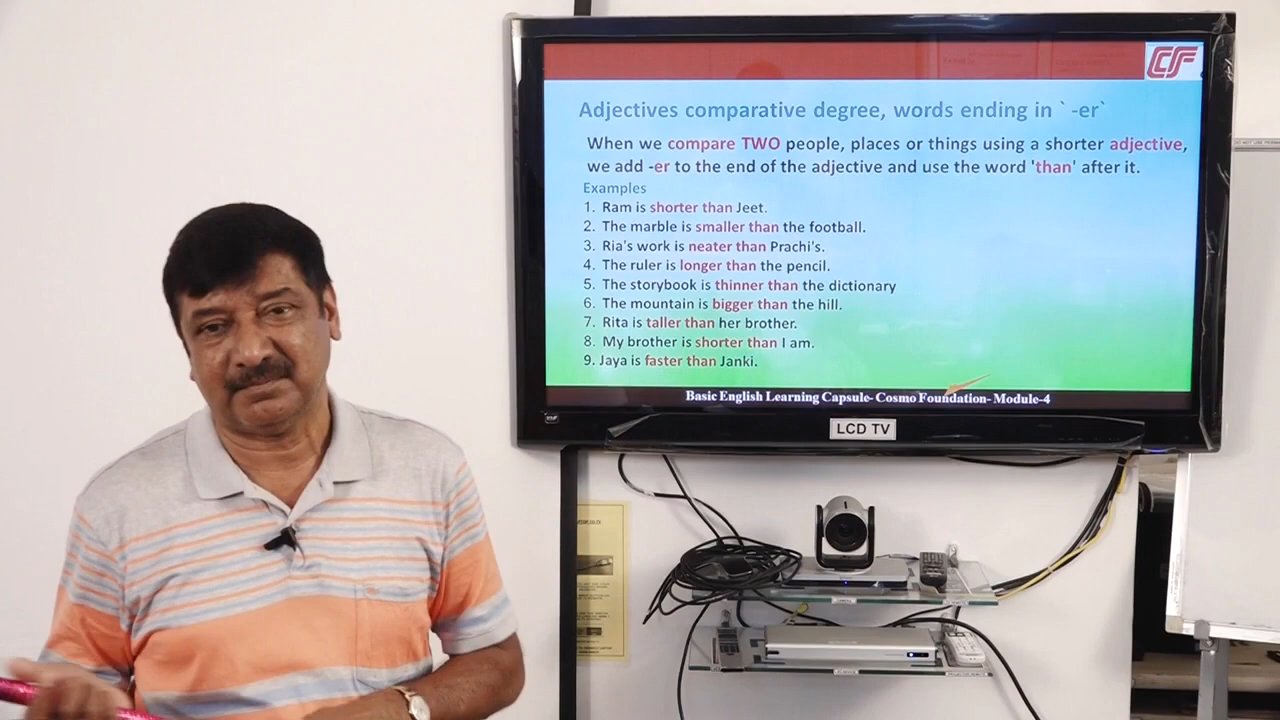 CSF
Adjectives comparative degree, words ending in ` -er`
When we compare TWO people, places or things using a shorter adjective,
we add -er to the end of the adjective and use the word 'than' after it.
Examples
1. Ram is shorter than Jeet.
2. The marble is smaller than the football.
3. Ria's work is neater than Prachi's.
4. The ruler is longer than the pencil.
5. The storybook is thinner than the dictionary
6. The mountain is bigger than the hill.
7. Rita is taller than her brother.
8. My brother is shorter than I am.
9. Jaya is faster than Janki.
Basic English Learning Capsule- Cosmo Foundation- Module-4
LCD TV